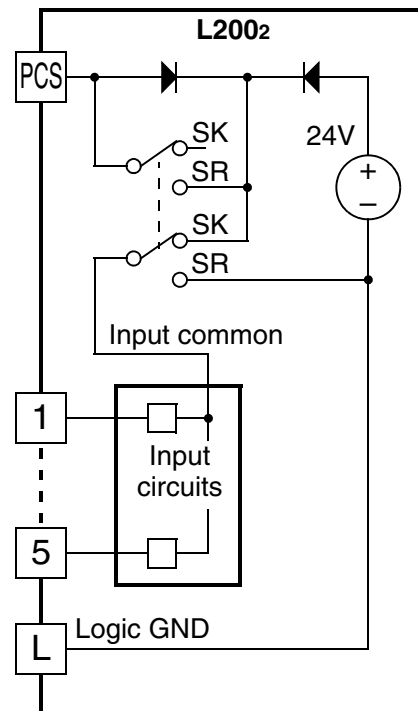 L2002
PCS
SK
24V
SR
+
SK
–
SR
Input common
1
Input
circuits
5
Logic GND
L